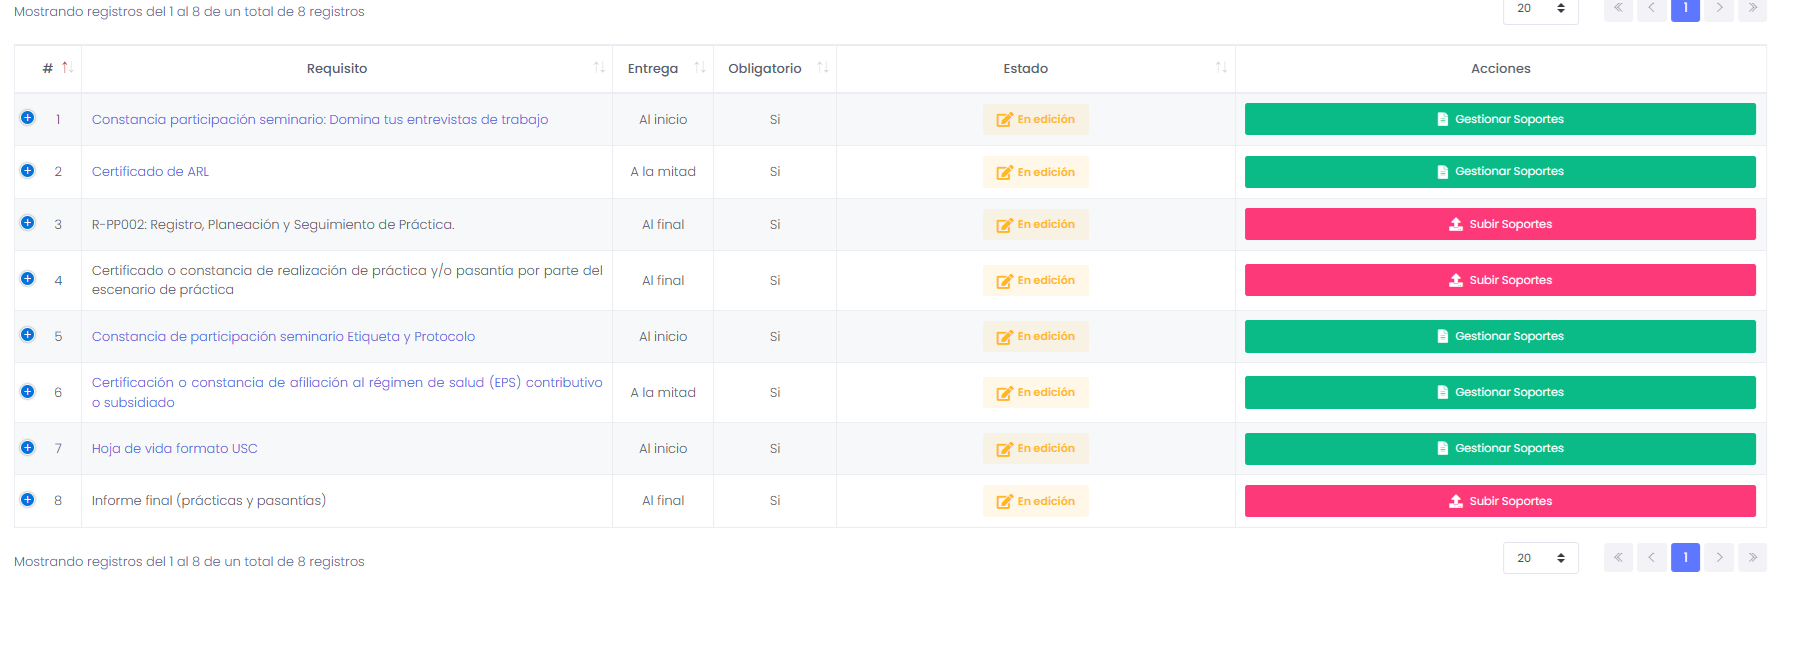 Mostrando registros del 1 al 8 de un total de 8 registros
20 1
# Requisito Entrega Obligatorio Estado Acciones
1 Constancia participación seminario: Domina tus entrevistas de trabajo Al inicio Si En edición Gestionar Soportes
2 Certificado de ARL A la mitad Si En edición Gestionar Soportes
3 R-PP002: Registro, Planeación y Seguimiento de Práctica. Al final Si En edición Subir Soportes
4 Certificado o constancia de realización de práctica y/o pasantía por parte del
escenario de práctica Al final Si En edición Subir Soportes
5 Constancia de participación seminario Etiqueta y Protocolo Al inicio Si En edición Gestionar Soportes
6 Certificación o constancia de afiliación al régimen de salud (EPS) contributivo
o subsidiado A la mitad Si En edición Gestionar Soportes
7 Hoja de vida formato USC Al inicio Si En edición Gestionar Soportes
8 Informe final (prácticas y pasantías) Al final Si En edición Subir Soportes
Mostrando registros del 1 al 8 de un total de 8 registros
20 1